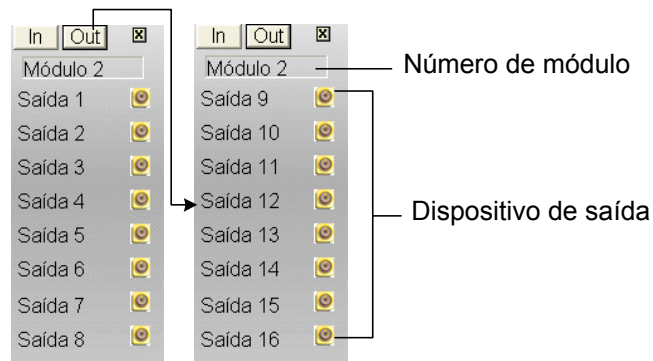 In Out x
Módulo 2
Saída 1
Saída 2
Saída 3
Saída 4
Saída 5
Saída 6
Saída 7
Saída 8
In Out x
Módulo 2
Saída 9
Saída 10
Saída 11
Saída 12
Saída 13
Saída 14
Saída 15
Saída 16
Número de módulo
Dispositivo de saída